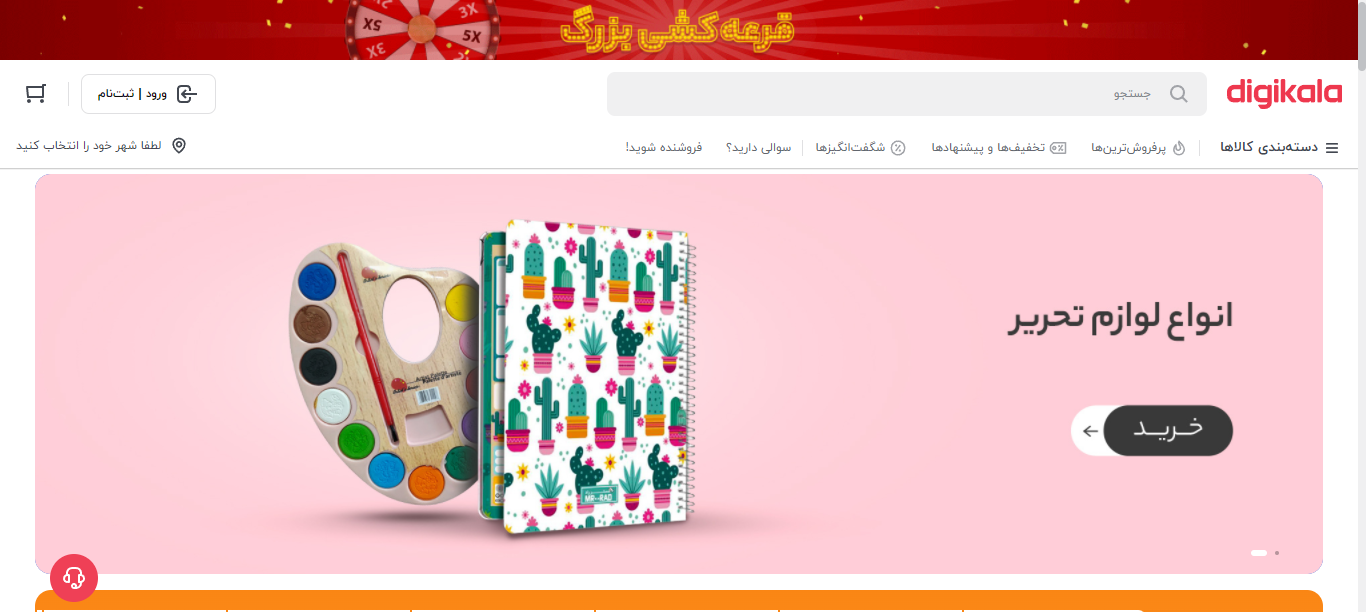 قرعه‌کشی بزرگ
3X
5X
5X
3X
digikala
جستجو
ورود | ثبت‌نام
دسته‌بندی کالاها
پرفروش‌ترین‌ها
تخفیف‌ها و پیشنهادها
شگفت‌انگیزها
سوالی دارید؟
فروشنده شوید!
لطفا شهر خود را انتخاب کنید
انواع لوازم تحریر
خرید
MR-RAD